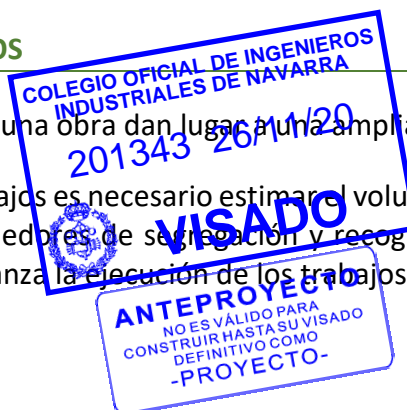 OS
COLEGIO OFICIAL DE INGENIEROS
INDUSTRIALES DE NAVARRA
una obra dan lugar a una amplia
201343 26/11/20
ajos es necesario estimar el volu
VISADO
edores de segregación y recog
anza la ejecución de los trabajos
ANTEPROYECTO
NO ES VÁLIDO PARA
CONSTRUIR HASTA SU VISADO
DEFINITIVO COMO
-PROYECTO-